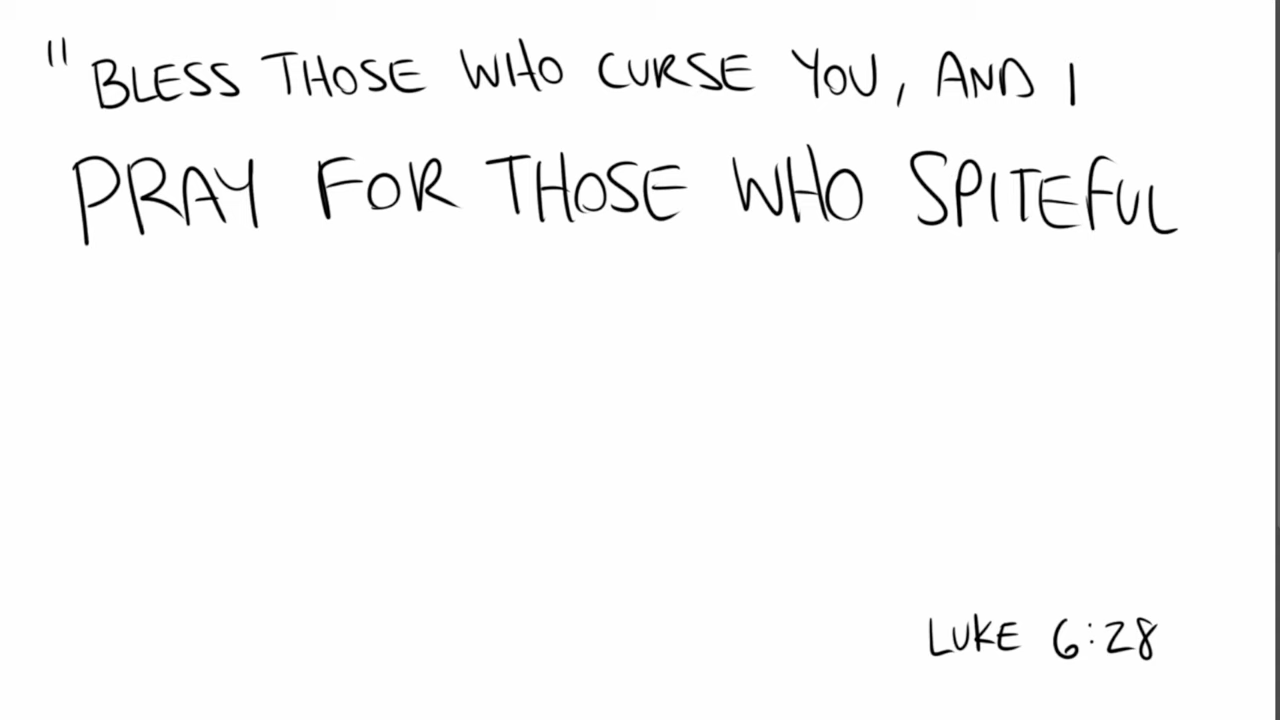 " BLESS THOSE WHO CURSE YOU, AND I
PRAY FOR THOSE WHO SPITEFUL
LUKE 6:28